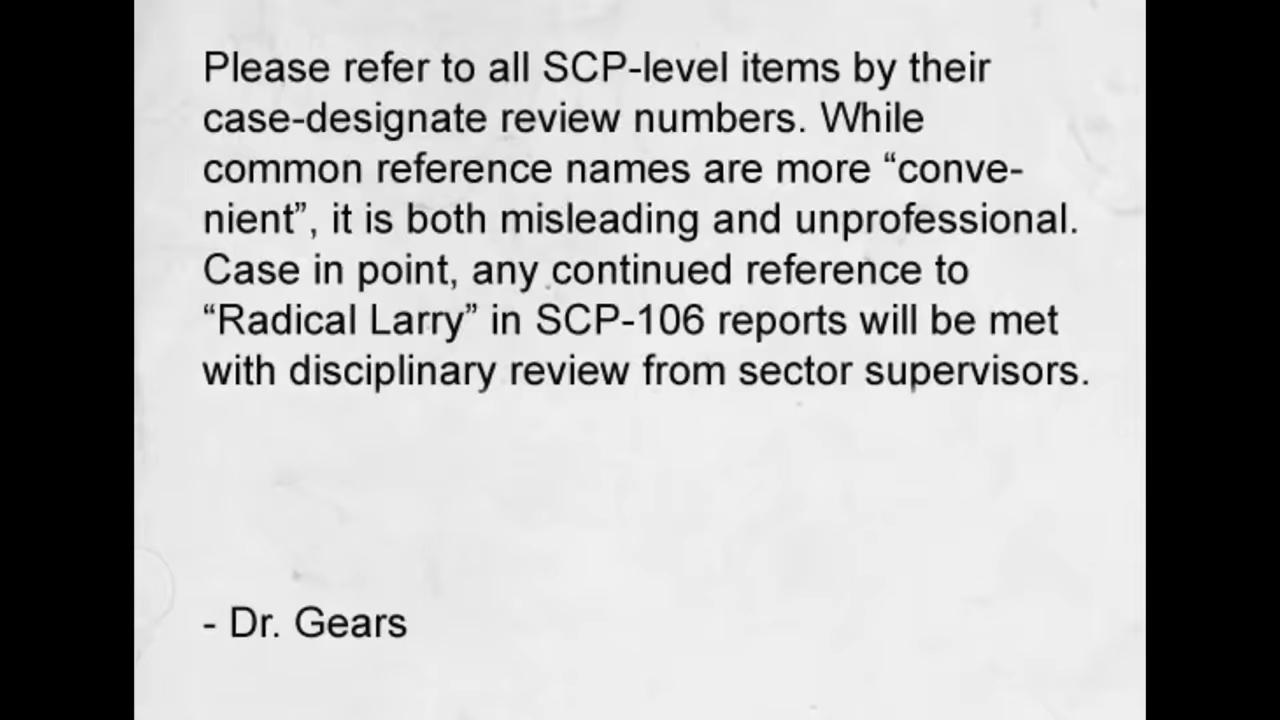 Please refer to all SCP-level items by their
case-designate review numbers. While
common reference names are more “conve-
nient”, it is both misleading and unprofessional.
Case in point, any continued reference to
“Radical Larry” in SCP-106 reports will be met
with disciplinary review from sector supervisors.
- Dr. Gears